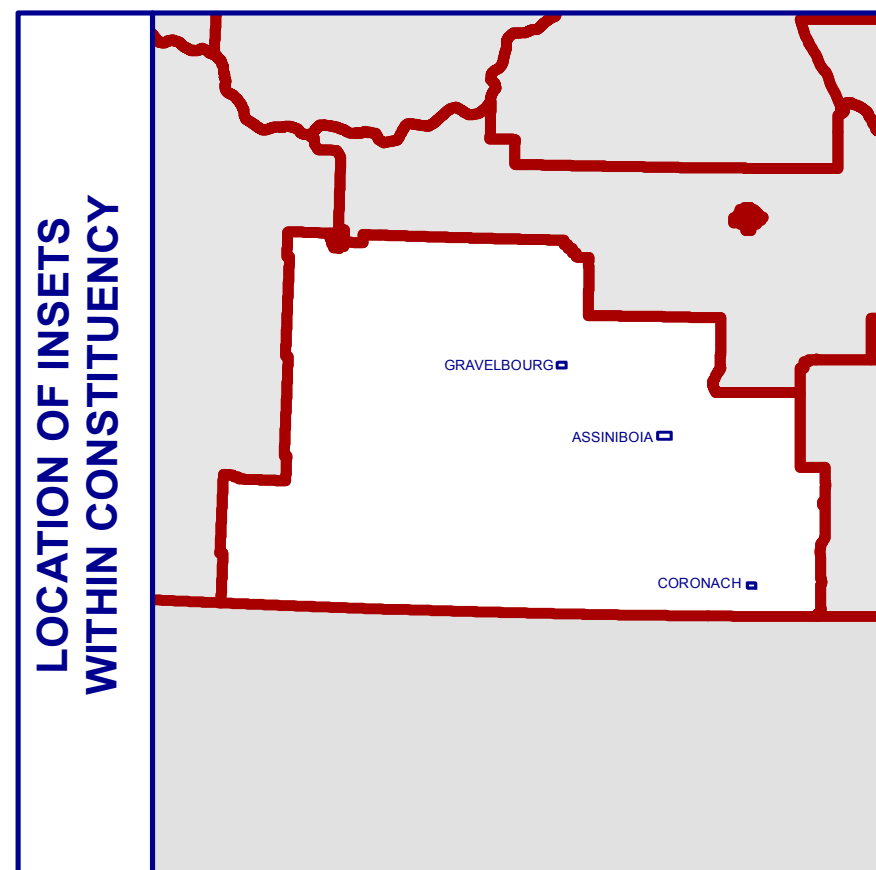 LOCATION OF INSETS
WITHIN CONSTITUENCY
GRAVELBOURG
ASSINIBOIA
CORONACH